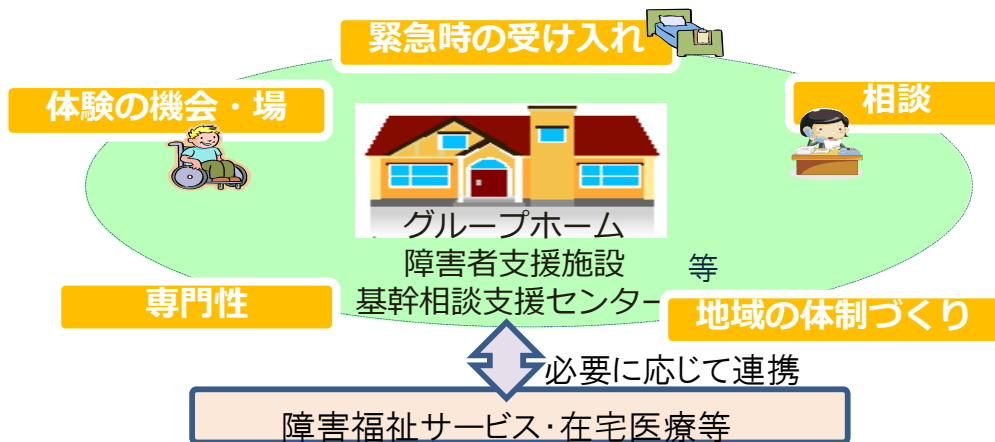 緊急時の受け入れ
体験の機会・場
相談
グループホーム
障害者支援施設
等
基幹相談支援センター
専門性
地域の体制づくり
必要に応じて連携
障害福祉サービス・在宅医療等